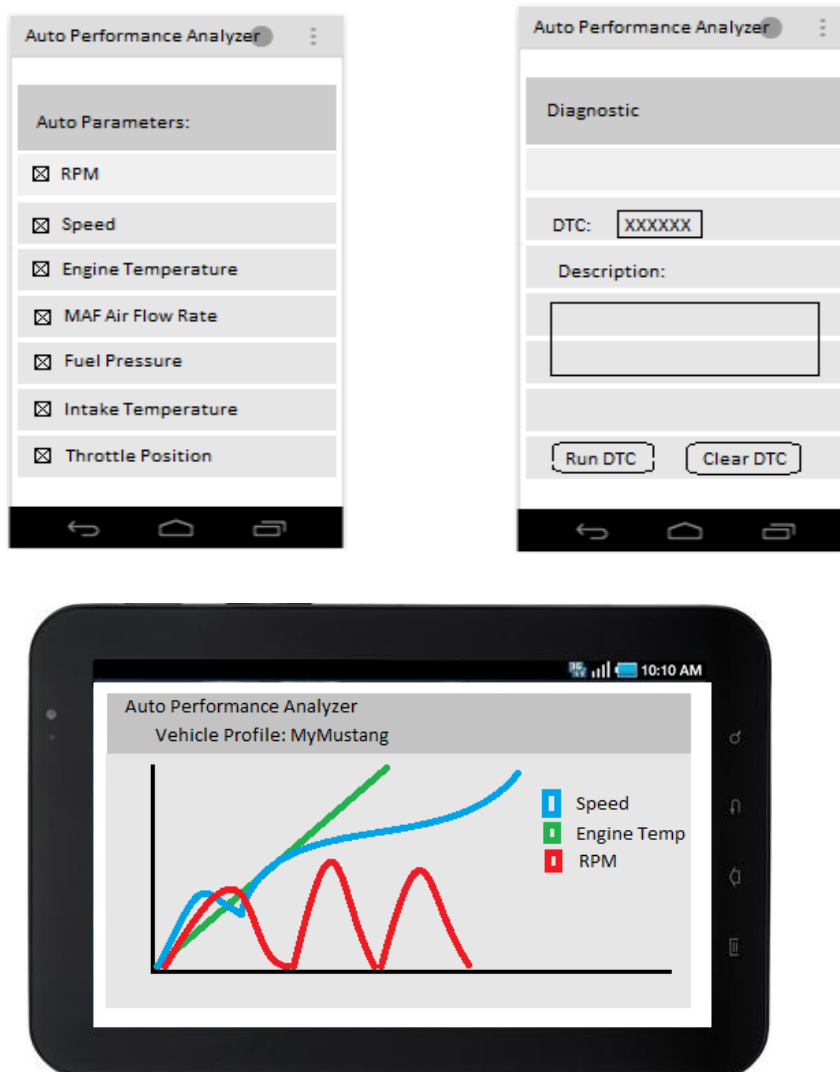 Auto Performance Analyzer
Auto Parameters:
RPM
Speed
Engine Temperature
MAF Air Flow Rate
Fuel Pressure
Intake Temperature
Throttle Position
Auto Performance Analyzer
Diagnostic
DTC: XXXXXX
Description:
Run DTC Clear DTC
3G 10:10 AM
Auto Performance Analyzer
Vehicle Profile: MyMustang
Speed
Engine Temp
RPM